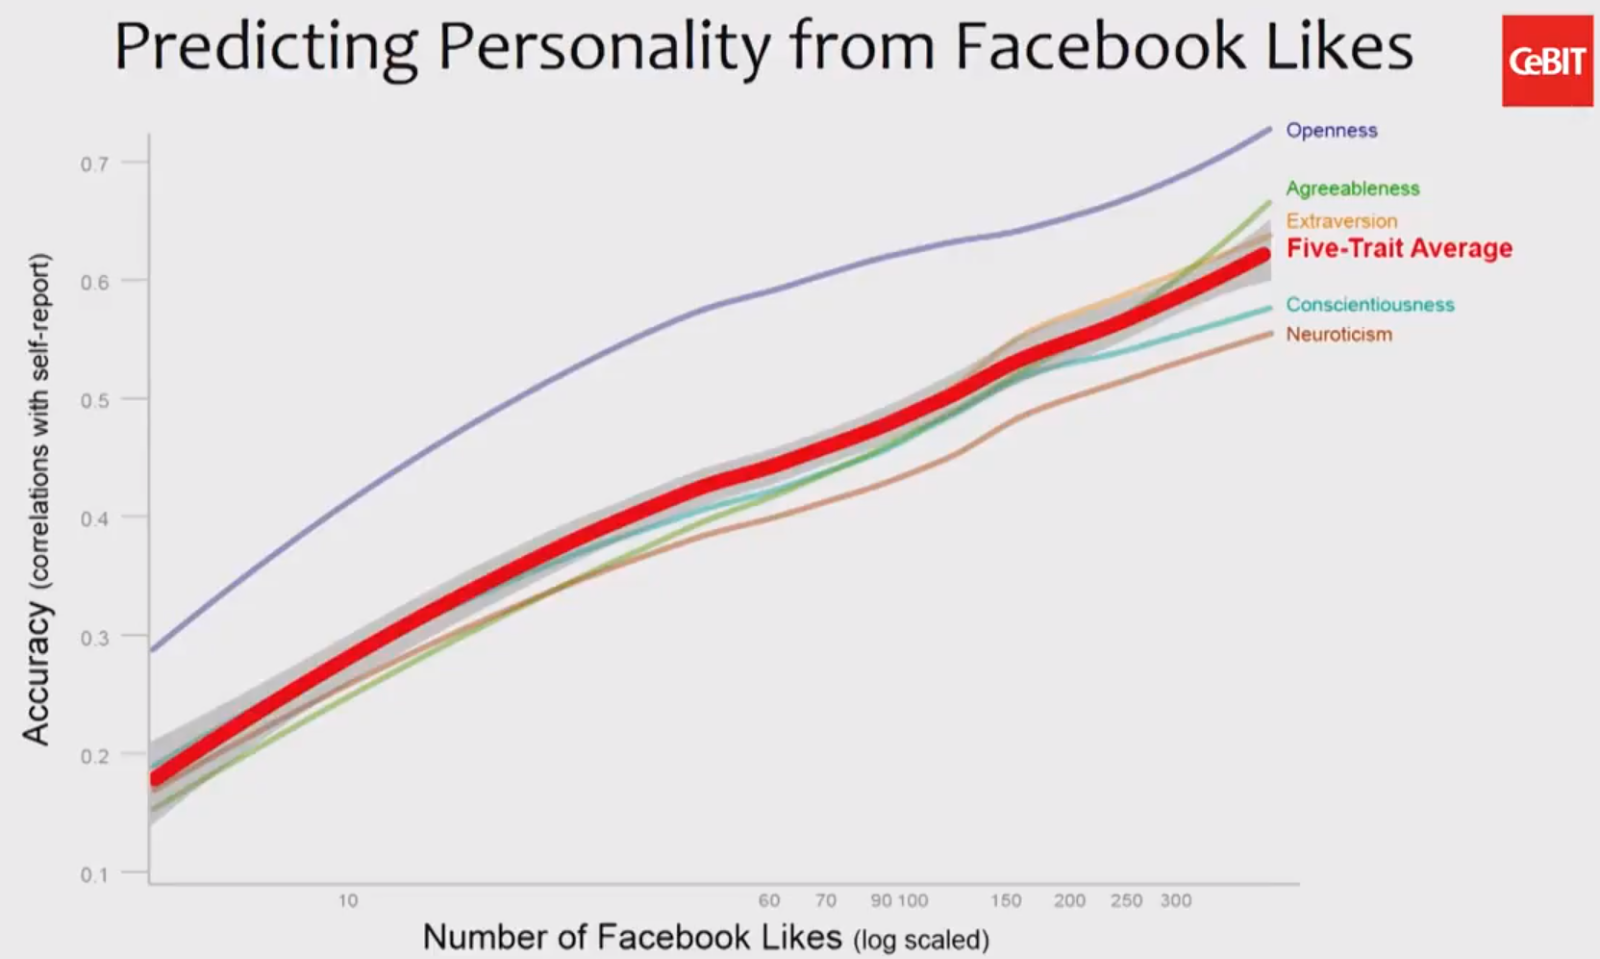 Predicting Personality from Facebook Likes
CeBIT
Openness
0.7
Agreeableness
Extraversion
Five-Trait Average
0.6
Conscientiousness
Neuroticism
0.5
0.4
0.3
0.2
0.1
Accuracy (correlations with self-report)
10 60 70 90 100 150 200 250 300
Number of Facebook Likes (log scaled)